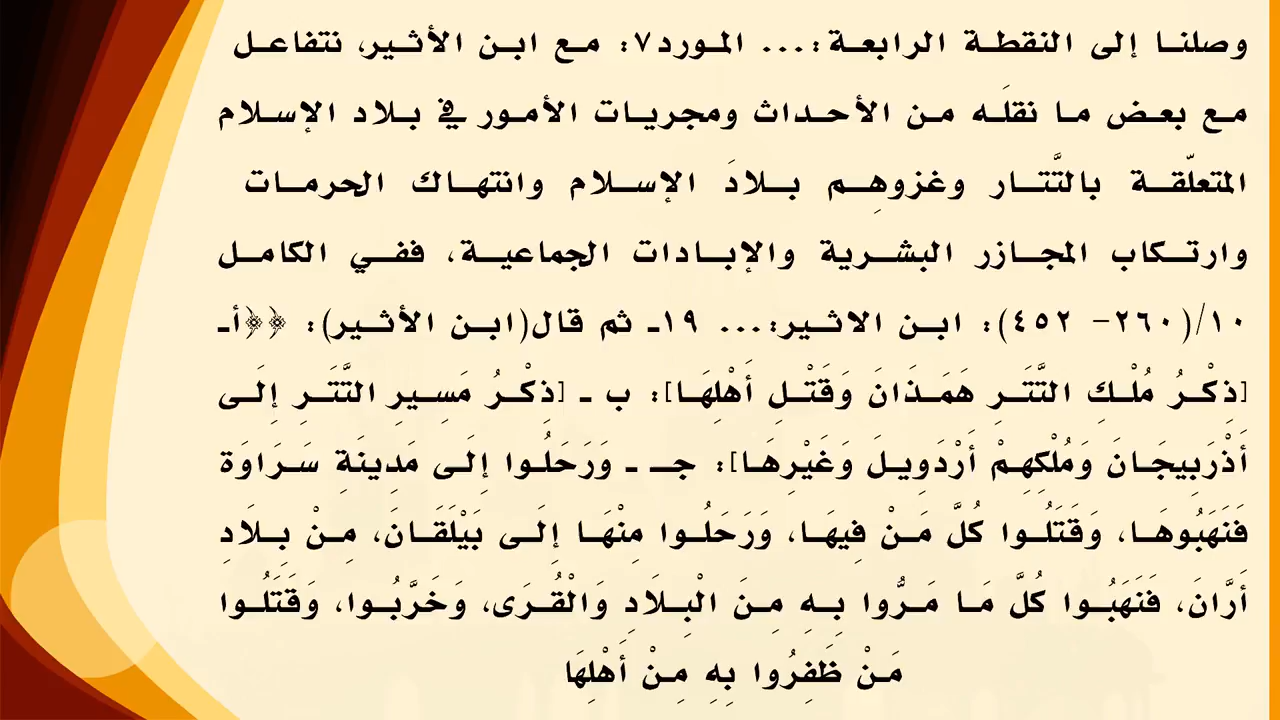 وصلنا إلى النقطة الرابعة:... المورد٧: مع ابن الأثير، نتفاعل
مع بعض ما نقلَه من الأحداث ومجريات الأمور في بلاد الإسلام
المتعلّقة بالتَّتار وغزوهِم بلادَ الإسلام وانتهاك الحرمات
وارتكاب المجازر البشرية والإبادات الجماعية، ففي الكامل
١٠/(٢٦٠- ٤٥٢): ابن الاثير:... ١٩ـ ثم قال(ابن الأثير): ﴿﴿أـ
[ذِكْرُ مُلْكِ التَّتَرِ هَمَذَانَ وَقَتْلِ أَهْلِهَا]: ب ـ [ذِكْرُ مَسِيرِ التَّتَرِ إِلَى
أَذْرَبِيجَانَ وَمُلْكِهِمْ أَرْدَوِيلَ وَغَيْرِهَا]: جـ ـ وَرَحَلُوا إِلَى مَدِينَةِ سَرَاوَة
فَنَهَبُوهَا، وَقَتَلُوا كُلَّ مَنْ فِيهَا، وَرَحَلُوا مِنْهَا إِلَى بَيْلَقَانَ، مِنْ بِلَادِ
أَرَّانَ، فَنَهَبُوا كُلَّ مَا مَرُّوا بِهِ مِنَ الْبِلَادِ وَالْقُرَى، وَخَرَّبُوا، وَقَتَلُوا
مَنْ ظَفِرُوا بِهِ مِنْ أَهْلِهَا